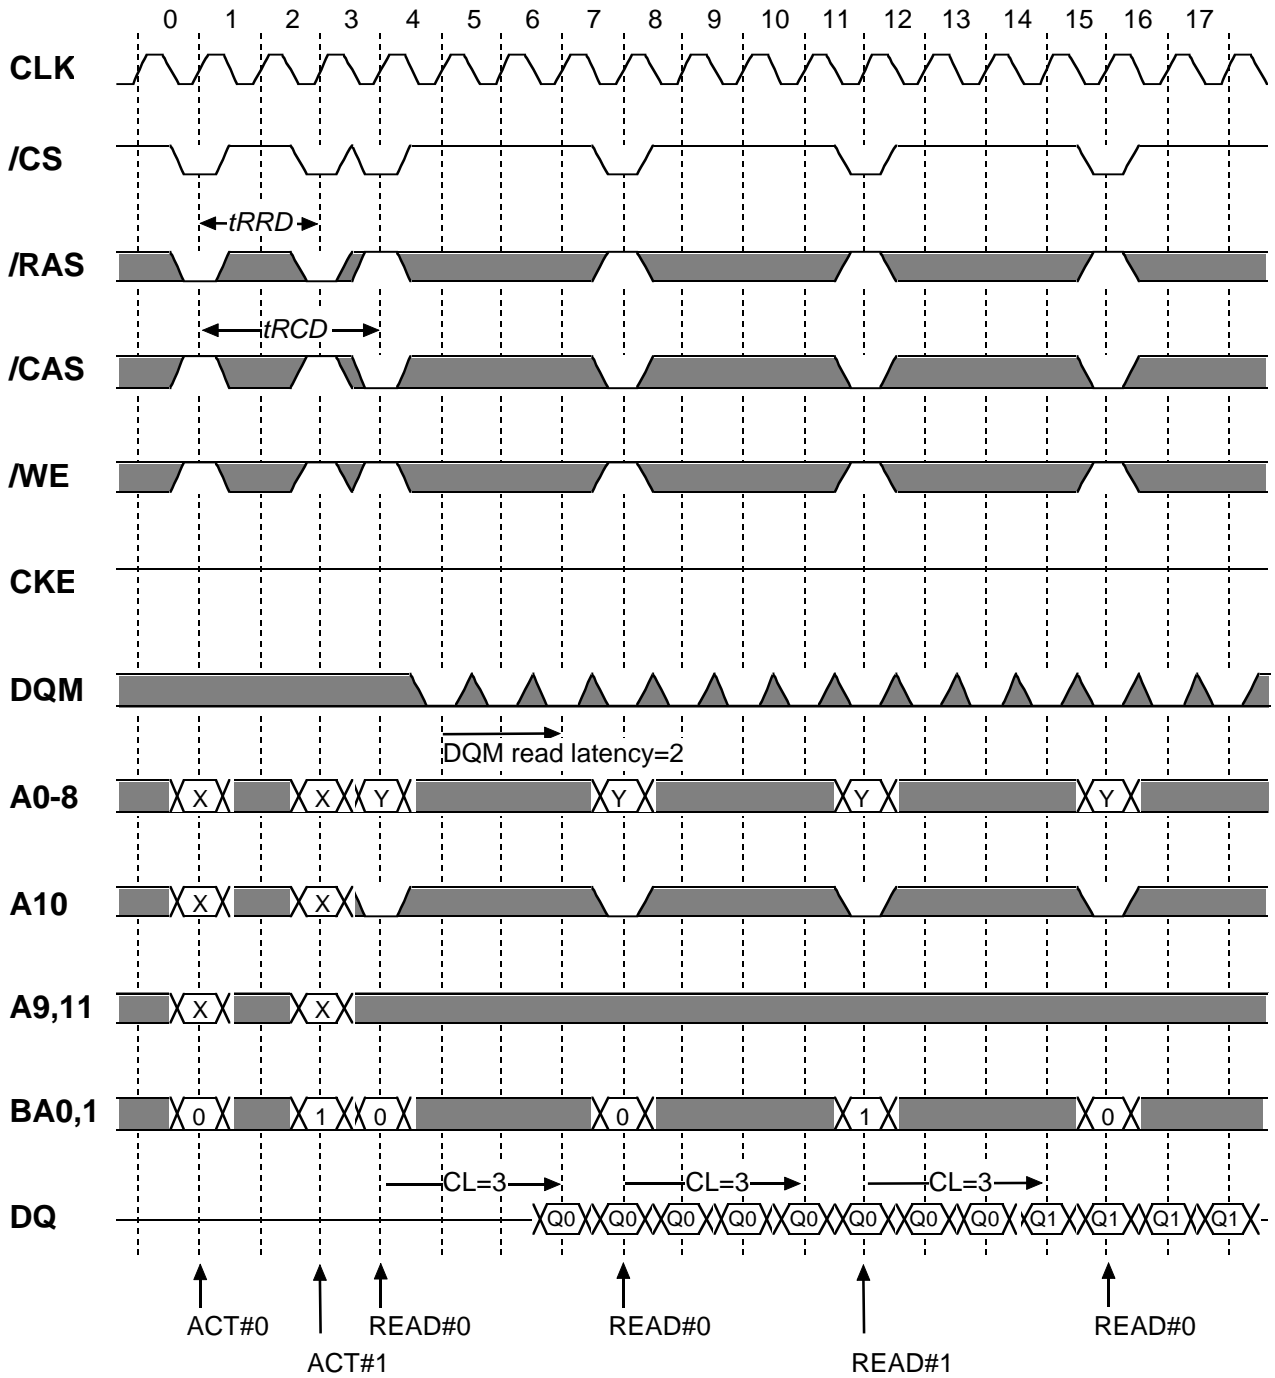 0 1 2 3 4 5 6 7 8 9 10 11 12 13 14 15 16 17
CLK
/CS
tRRD
/RAS
tRCD
/CAS
/WE
CKE
DQM
DQM read latency=2
A0-8 X X Y Y Y Y
A10 X X
A9,11 X X
BA0,1 0 1 0 0 1 0
CL=3 CL=3 CL=3
DQ Q0 Q0 Q0 Q0 Q0 Q0 Q0 Q0 Q1 Q1 Q1 Q1
ACT#0 READ#0 READ#0 READ#0
ACT#1 READ#1